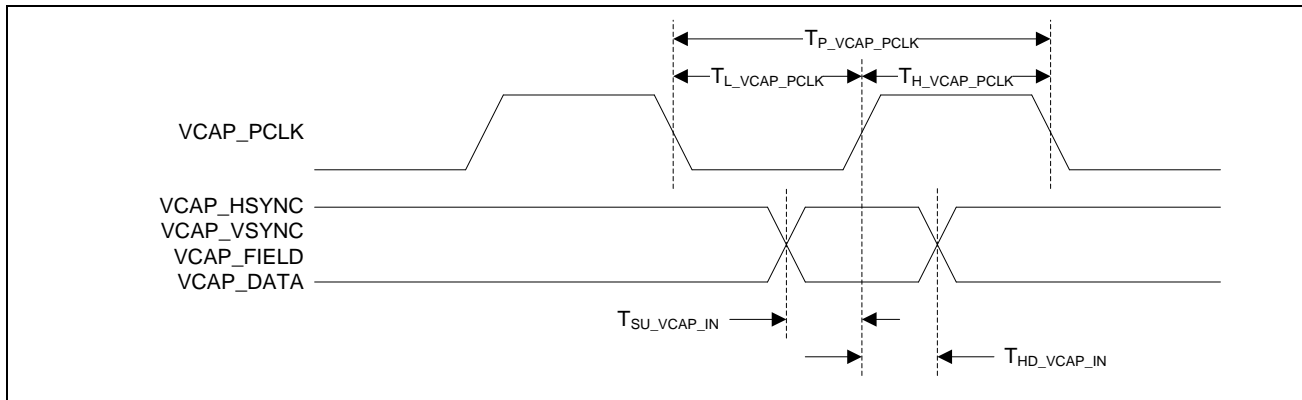 T_P_VCAP_PCLK
T_L_VCAP_PCLK T_H_VCAP_PCLK
VCAP_PCLK
VCAP_HSYNC
VCAP_VSYNC
VCAP_FIELD
VCAP_DATA
T_SU_VCAP_IN
T_HD_VCAP_IN